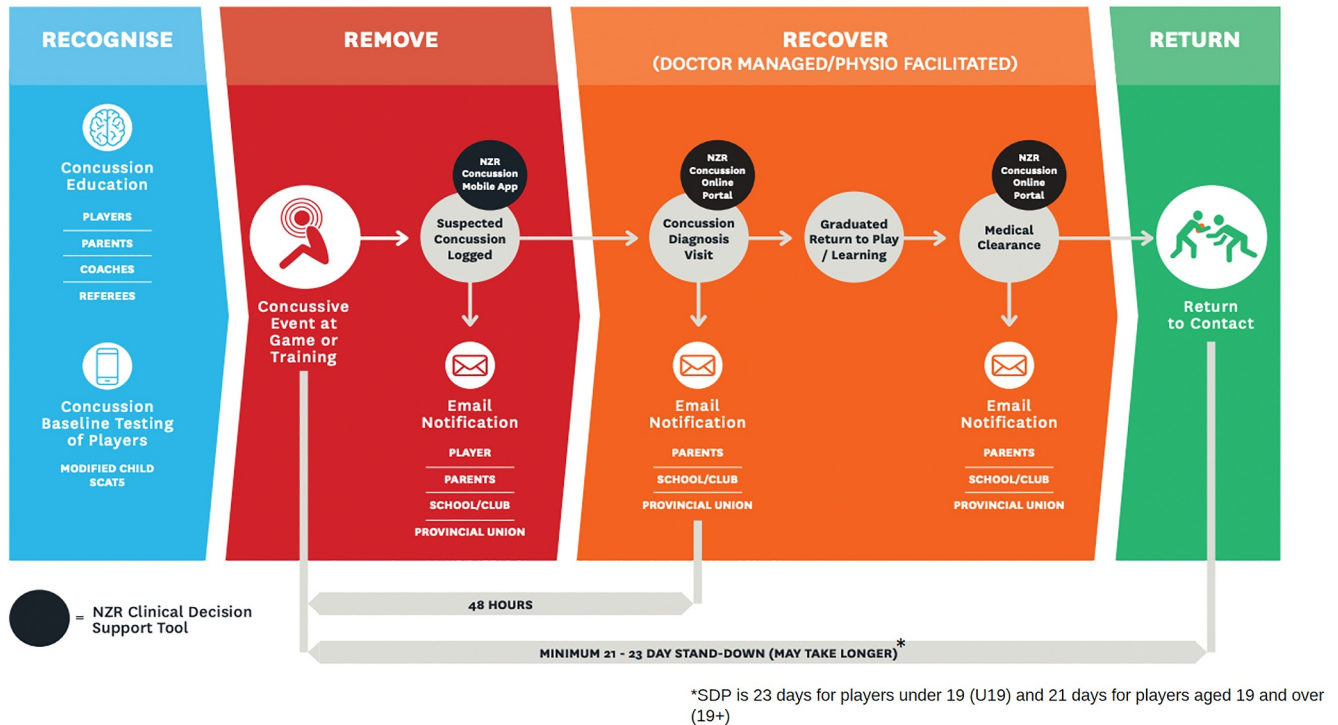 RECOGNISE
Concussion
Education
PLAYERS
PARENTS
COACHES
REFEREES
Concussion
Baseline Testing
of Players
MODIFIED CHILD
SCAT5
REMOVE
Concussive
Event at
Game or
Training
NZR
Concussion
Mobile App
Suspected
Concussion
Logged
Email
Notification
PLAYER
PARENTS
SCHOOL/CLUB
PROVINCIAL UNION
RECOVER
(DOCTOR MANAGED/PHYSIO FACILITATED)
NZR
Concussion
Online
Portal
Concussion
Diagnosis
Visit
Email
Notification
PARENTS
SCHOOL/CLUB
PROVINCIAL UNION
Graduated
Return to Play
/ Learning
NZR
Concussion
Online
Portal
Medical
Clearance
Email
Notification
PARENTS
SCHOOL/CLUB
PROVINCIAL UNION
RETURN
Return
to Contact
= NZR Clinical Decision
Support Tool
48 HOURS
MINIMUM 21 - 23 DAY STAND-DOWN (MAY TAKE LONGER)*
*SDP is 23 days for players under 19 (U19) and 21 days for players aged 19 and over
(19+)